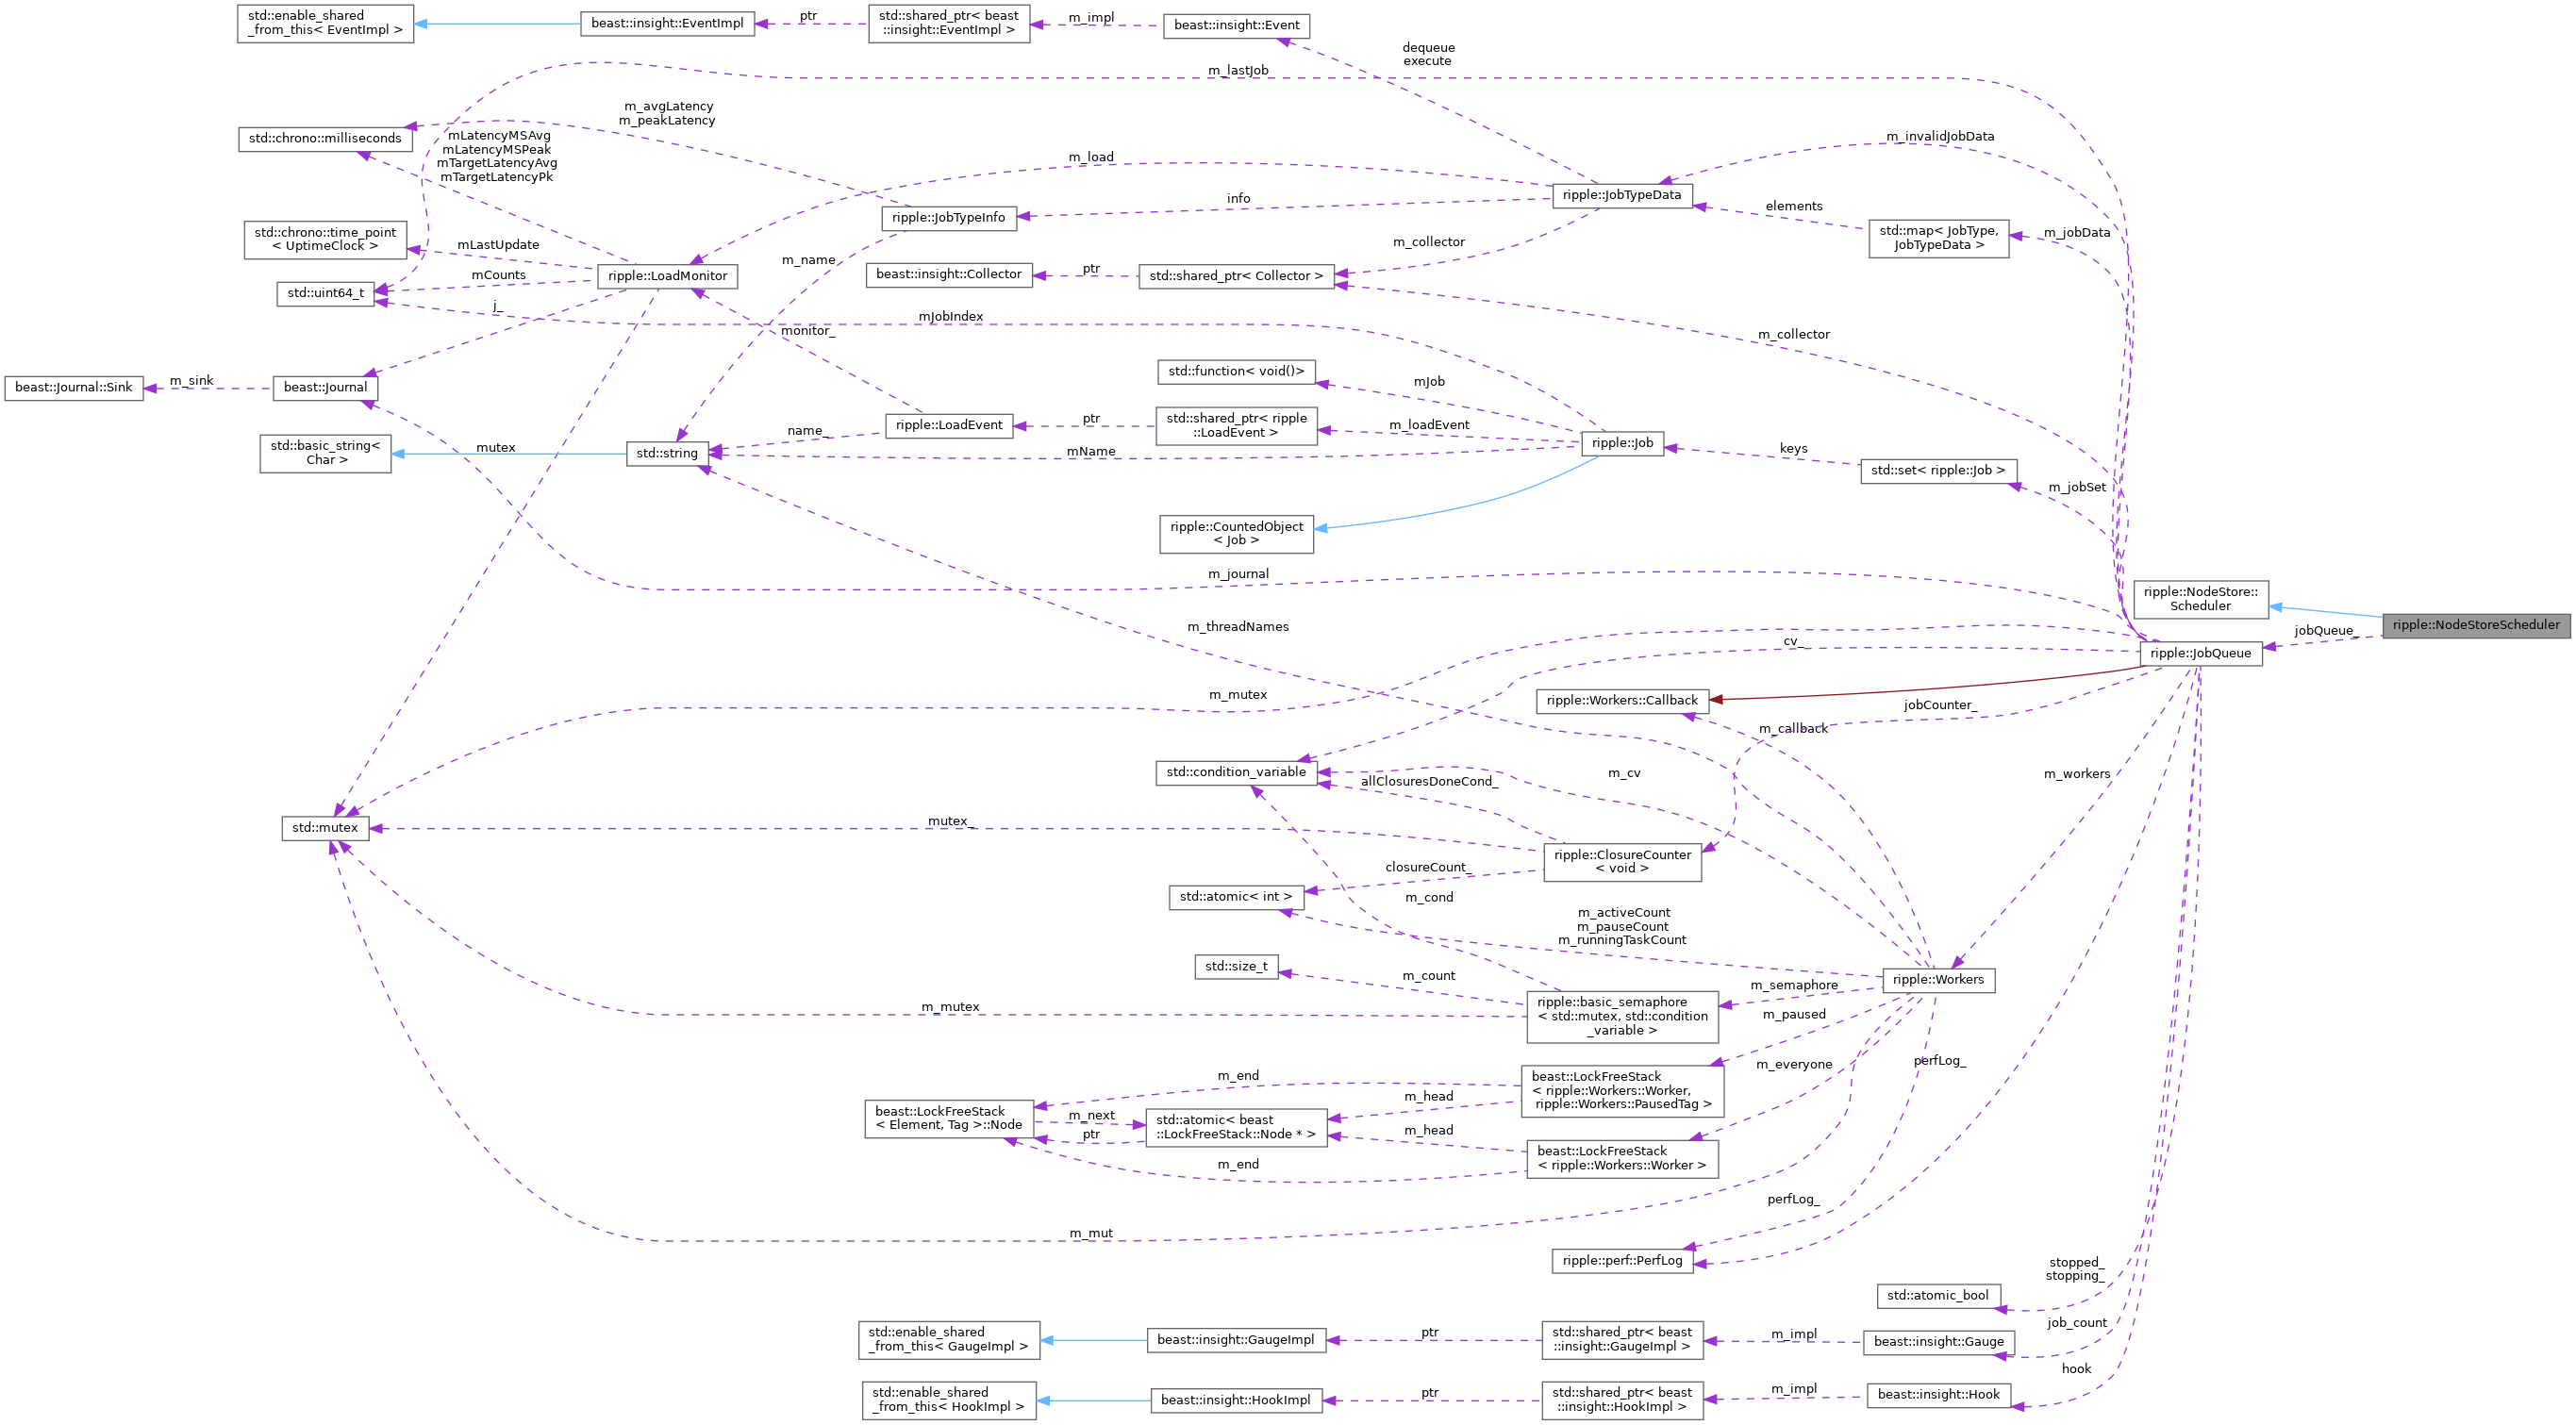 std::enable_shared
_from_this< EventImpl >
beast::insight::EventImpl
ptr
std::shared_ptr< beast
::insight::EventImpl >
m_impl
beast::insight::Event
dequeue
execute
m_lastJob
m_avgLatency
m_peakLatency
std::chrono::milliseconds
mLatencyMSAvg
mLatencyMSPeak
mTargetLatencyAvg
mTargetLatencyPk
m_load
m_invalidJobData
ripple::JobTypeData
info
ripple::JobTypeInfo
elements
std::map< JobType,
JobTypeData >
m_jobData
std::chrono::time_point
< UptimeClock >
mLastUpdate
m_collector
m_name
ripple::LoadMonitor
mCounts
beast::insight::Collector
ptr
std::shared_ptr< Collector >
std::uint64_t
j_
mJobIndex
monitor_
m_collector
std::function< void()>
mJob
beast::Journal::Sink
m_sink
beast::Journal
std::shared_ptr< ripple
::LoadEvent >
ptr
ripple::LoadEvent
m_loadEvent
name_
ripple::Job
keys
std::set< ripple::Job >
m_jobSet
std::basic_string<
Char >
mutex
std::string
mName
ripple::CountedObject
< Job >
m_journal
ripple::NodeStore::
Scheduler
m_threadNames
cv_
jobQueue_
ripple::NodeStoreScheduler
ripple::JobQueue
m_mutex
ripple::Workers::Callback
jobCounter_
m_callback
std::condition_variable
m_cv
m_workers
allClosuresDoneCond_
std::mutex
mutex_
ripple::ClosureCounter
< void >
closureCount_
std::atomic< int >
m_cond
m_activeCount
m_pauseCount
m_runningTaskCount
std::size_t
m_count
ripple::Workers
m_semaphore
m_mutex
ripple::basic_semaphore
< std::mutex, std::condition
_variable >
m_paused
m_everyone
perfLog_
m_end
beast::LockFreeStack
< ripple::Workers::Worker,
ripple::Workers::PausedTag >
m_head
beast::LockFreeStack
< Element, Tag >::Node
m_next
ptr
std::atomic< beast
::LockFreeStack::Node * >
m_head
beast::LockFreeStack
< ripple::Workers::Worker >
m_end
perfLog_
m_mut
ripple::perf::PerfLog
stopped_
stopping_
std::atomic_bool
job_count
std::enable_shared
_from_this< GaugeImpl >
beast::insight::GaugeImpl
ptr
std::shared_ptr< beast
::insight::GaugeImpl >
m_impl
beast::insight::Gauge
hook
std::enable_shared
_from_this< HookImpl >
beast::insight::HookImpl
ptr
std::shared_ptr< beast
::insight::HookImpl >
m_impl
beast::insight::Hook